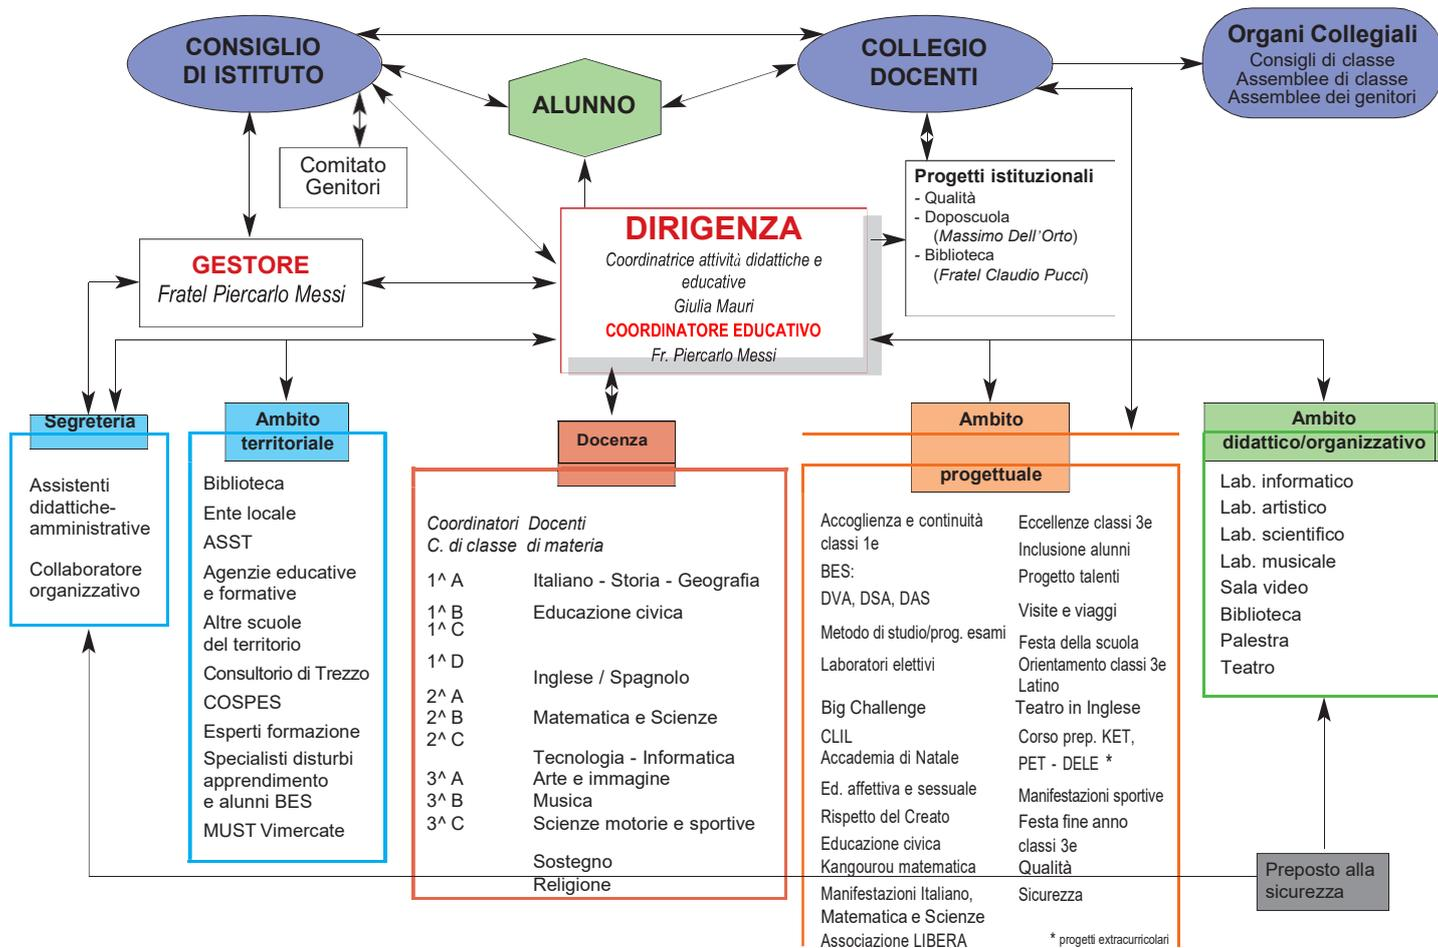 CONSIGLIO
DI ISTITUTO
COLLEGIO
DOCENTI
Organi Collegiali
Consigli di classe
Assemblee di classe
Assemblee dei genitori
ALUNNO
Comitato
Genitori
Progetti istituzionali
- Qualità
- Doposcuola
(Massimo Dell'Orto)
- Biblioteca
(Fratel Claudio Pucci)
DIRIGENZA
Coordinatrice attività didattiche e
educative
Giulia Mauri
COORDINATORE EDUCATIVO
Fr. Piercarlo Messi
GESTORE
Fratel Piercarlo Messi
Segreteria
Assistenti
didattiche-
amministrative
Collaboratore
organizzativo
Ambito
territoriale
Biblioteca
Ente locale
ASST
Agenzie educative
e formative
Altre scuole
del territorio
Consultorio di Trezzo
COSPES
Esperti formazione
Specialisti disturbi
apprendimento
e alunni BES
MUST Vimercate
Docenza
Coordinatori Docenti
C. di classe di materia
1^ A Italiano - Storia - Geografia
1^ B Educazione civica
1^ C
1^ D
Inglese / Spagnolo
2^ A
2^ B Matematica e Scienze
2^ C
Tecnologia - Informatica
3^ A Arte e immagine
3^ B Musica
3^ C Scienze motorie e sportive
Sostegno
Religione
Ambito
progettuale
Accoglienza e continuità
classi 1e
BES:
DVA, DSA, DAS
Metodo di studio/prog. esami
Laboratori elettivi
Big Challenge
CLIL
Accademia di Natale
Ed. affettiva e sessuale
Rispetto del Creato
Educazione civica
Kangourou matematica
Manifestazioni Italiano,
Matematica e Scienze
Associazione LIBERA
Eccellenze classi 3e
Inclusione alunni
Progetto talenti
Visite e viaggi
Festa della scuola
Orientamento classi 3e
Latino
Teatro in Inglese
Corso prep. KET,
PET - DELE *
Manifestazioni sportive
Festa fine anno
classi 3e
Qualità
Sicurezza
* progetti extracurricolari
Ambito
didattico/organizzativo
Lab. informatico
Lab. artistico
Lab. scientifico
Lab. musicale
Sala video
Biblioteca
Palestra
Teatro
Preposto alla
sicurezza